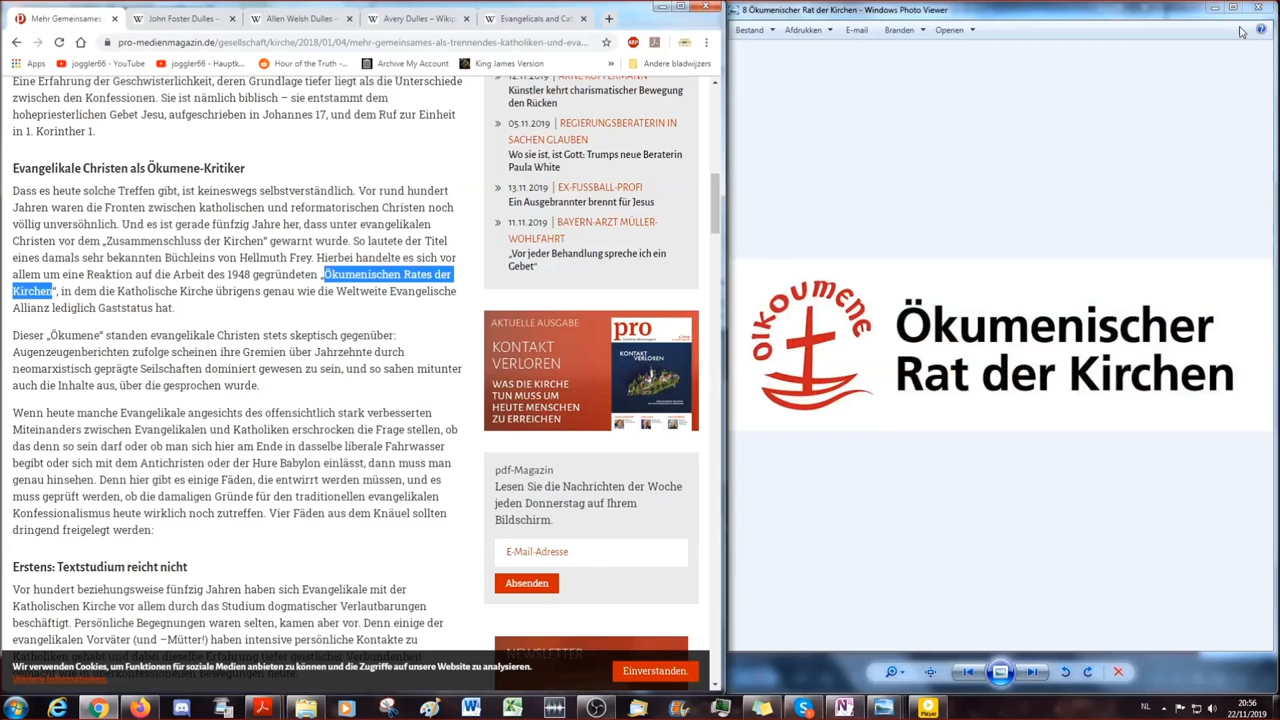 Mehr Gemeinsames als
John Foster Dulles –
Allen Welsh Dulles –
Avery Dulles – Wikip
Evangelicals and Cat
pro-medienmagazin.de/gesellschaft/kirche/2018/01/04/mehr-gemeinsames-als-trennendes-katholiken-und-eva...
Apps
joggler66 - YouTube
joggler66 - Hauptk...
Hour of the Truth -...
Archive My Account
King James Version
»
Andere bladwijzers
Eine Erfahrung der Geschwisterlichkeit, deren Grundlage tiefer liegt als die Unterschiede
zwischen den Konfessionen. Sie ist nämlich biblisch – sie entstammt dem
hohepriesterlichen Gebet Jesu, aufgeschrieben in Johannes 17, und dem Ruf zur Einheit
in 1. Korinther 1.
Evangelikale Christen als Ökumene-Kritiker
Dass es heute solche Treffen gibt, ist keineswegs selbstverständlich. Vor rund hundert
Jahren waren die Fronten zwischen katholischen und reformatorischen Christen noch
völlig unversöhnlich. Und es ist gerade fünfzig Jahre her, dass unter evangelikalen
Christen vor dem „Zusammenschluss der Kirchen“ gewarnt wurde. So lautete der Titel
eines damals sehr bekannten Büchleins von Hellmuth Frey. Hierbei handelte es sich vor
allem um eine Reaktion auf die Arbeit des 1948 gegründeten „Ökumenischen Rates der
Kirchen“, in dem die Katholische Kirche übrigens genau wie die Weltweite Evangelische
Allianz lediglich Gaststatus hat.
Dieser „Ökumene“ standen evangelikale Christen stets skeptisch gegenüber:
Augenzeugenberichten zufolge scheinen ihre Gremien über Jahrzehnte durch
neomarxistisch geprägte Seilschaften dominiert gewesen zu sein, und so sahen mitunter
auch die Inhalte aus, über die gesprochen wurde.
Wenn heute manche Evangelikale angesichts des offensichtlich stark verbesserten
Miteinanders zwischen Evangelikalen und Katholiken erschrocken die Frage stellen, ob
das denn so sein darf oder ob man sich hier am Ende in dasselbe liberale Fahrwasser
begibt oder sich mit dem Antichristen oder der Hure Babylon einlässt, dann muss man
genau hinsehen. Denn hier gibt es einige Fäden, die entwirrt werden müssen, und es
muss geprüft werden, ob die damaligen Gründe für den traditionellen evangelikalen
Konfessionalismus heute wirklich noch zutreffen. Vier Fäden aus dem Knäuel sollten
dringend freigelegt werden:
Erstens: Textstudium reicht nicht
Vor hundert beziehungsweise fünfzig Jahren haben sich Evangelikale mit der
Katholischen Kirche vor allem durch das Studium dogmatischer Verlautbarungen
beschäftigt. Persönliche Begegnungen waren selten, kamen aber vor. Denn einige der
evangelikalen Vorväter (und –Mütter!) haben intensive persönliche Kontakte zu
Wir verwenden Cookies, um Funktionen für soziale Medien anbieten zu können und die Zugriffe auf unsere Website zu analysieren.
Weitere Informationen.
Einverstanden.
12.11.2019 | ARNE KOPFERMANN
Künstler kehrt charismatischer Bewegung
den Rücken
» 05.11.2019 | REGIERUNGSBERATERIN IN
SACHEN GLAUBEN
Wo sie ist, ist Gott: Trumps neue Beraterin
Paula White
» 13.11.2019 | EX-FUSSBALL-PROFI
Ein Ausgebrannter brennt für Jesus
» 11.11.2019 | BAYERN-ARZT MÜLLER-
WOHLFAHRT
„Vor jeder Behandlung spreche ich ein
Gebet“
AKTUELLE AUSGABE
KONTAKT
VERLOREN
WAS DIE KIRCHE
TUN MUSS UM
HEUTE MENSCHEN
ZU ERREICHEN
pro
KONTAKT
VERLOREN
pdf-Magazin
Lesen Sie die Nachrichten der Woche
jeden Donnerstag auf Ihrem
Bildschirm.
E-Mail-Adresse
Absenden
NEWSLETTER
8 Ökumenischer Rat der Kirchen - Windows Photo Viewer
Bestand
Afdrukken
E-mail
Branden
Openen
OIKOUMENE
Ökumenischer
Rat der Kirchen
Player
NL
20:56
22/11/2019